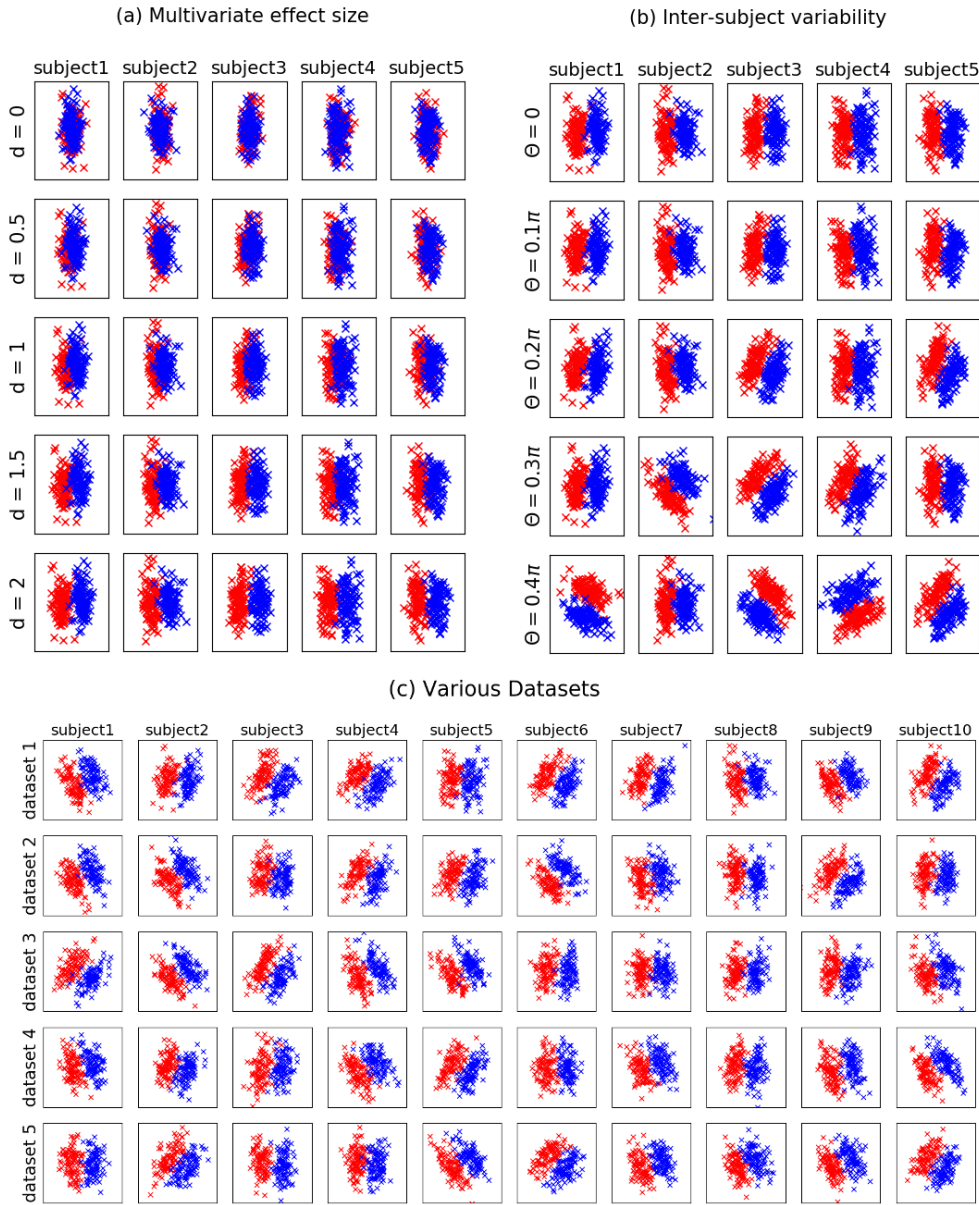 (a) Multivariate effect size
subject1 subject2 subject3 subject4 subject5
d = 0
d = 0.5
d = 1
d = 1.5
d = 2
(b) Inter-subject variability
subject1 subject2 subject3 subject4 subject5
Θ = 0
Θ = 0.1π
Θ = 0.2π
Θ = 0.3π
Θ = 0.4π
(c) Various Datasets
subject1 subject2 subject3 subject4 subject5 subject6 subject7 subject8 subject9 subject10
dataset 1
dataset 2
dataset 3
dataset 4
dataset 5